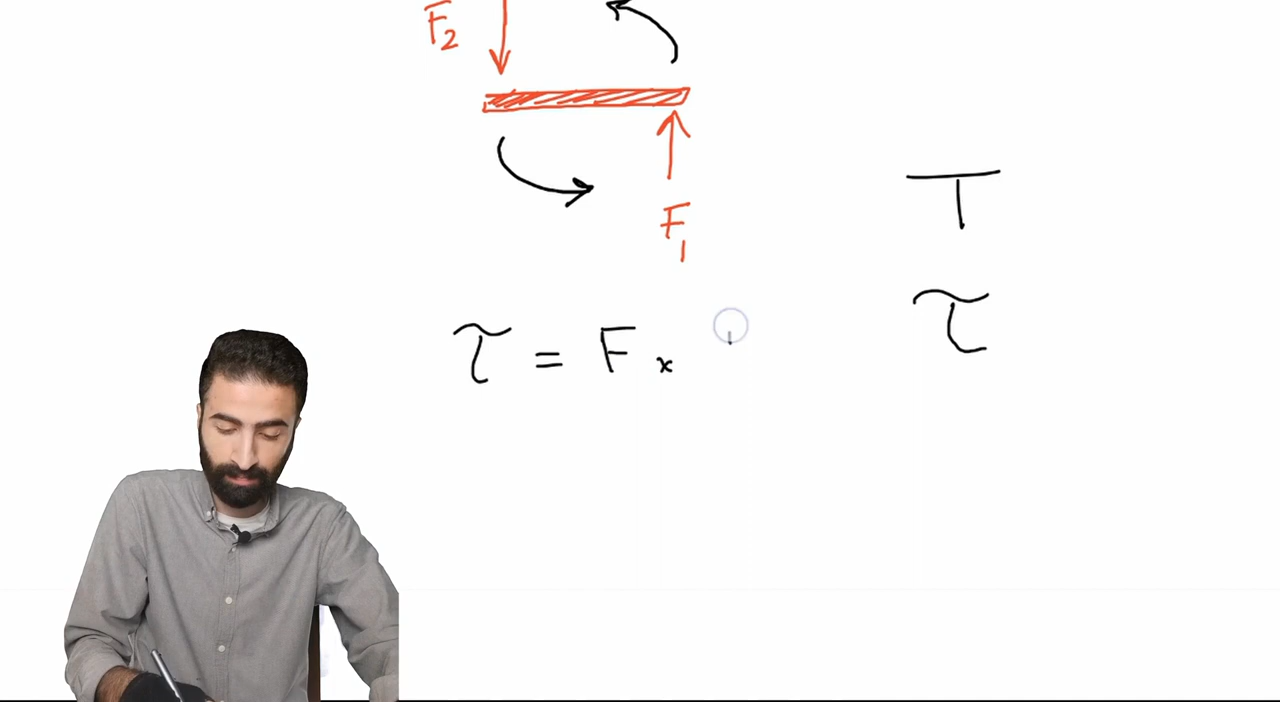 F₂
F₁
T
τ
τ = F ×